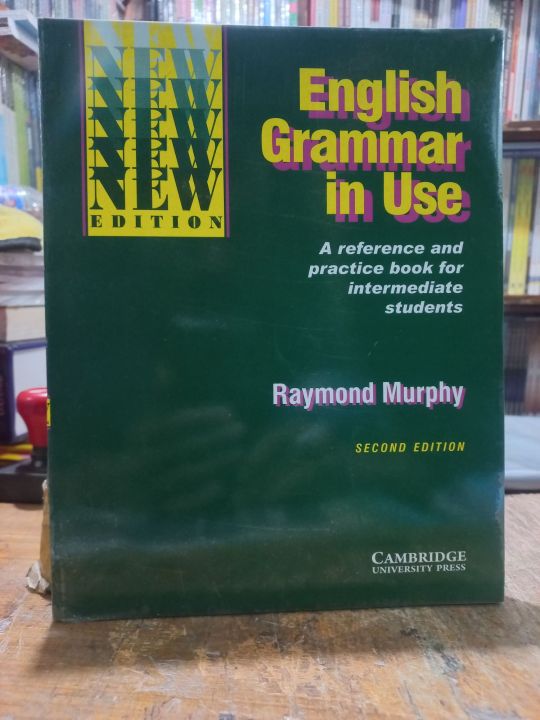 NEW
NEW
NEW
NEW
NEW
EDITION
English
Grammar
in Use
A reference and
practice book for
intermediate
students
Raymond Murphy
SECOND EDITION
CAMBRIDGE
UNIVERSITY PRESS